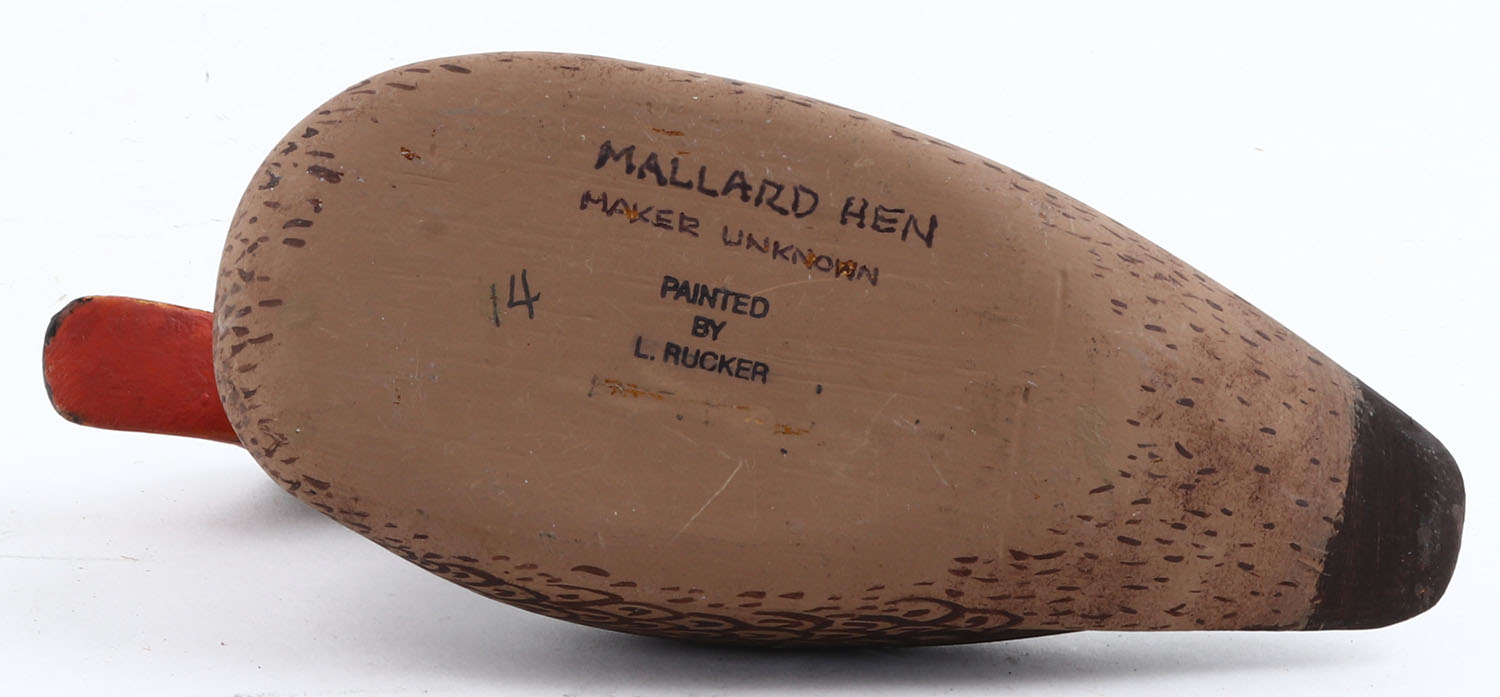 MALLARD HEN
MAKER UNKNOWN
14
PAINTED
BY
L. RUCKER